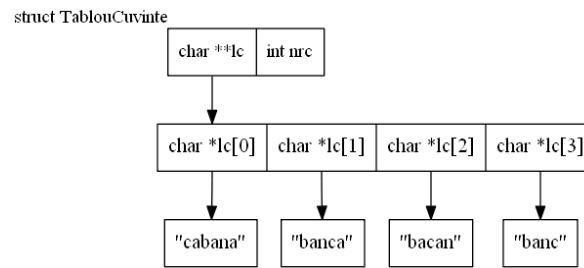 struct TablouCuvinte
char **lc int nrc
char *lc[0] char *lc[1] char *lc[2] char *lc[3]
"cabana" "banca" "bacan" "banc"